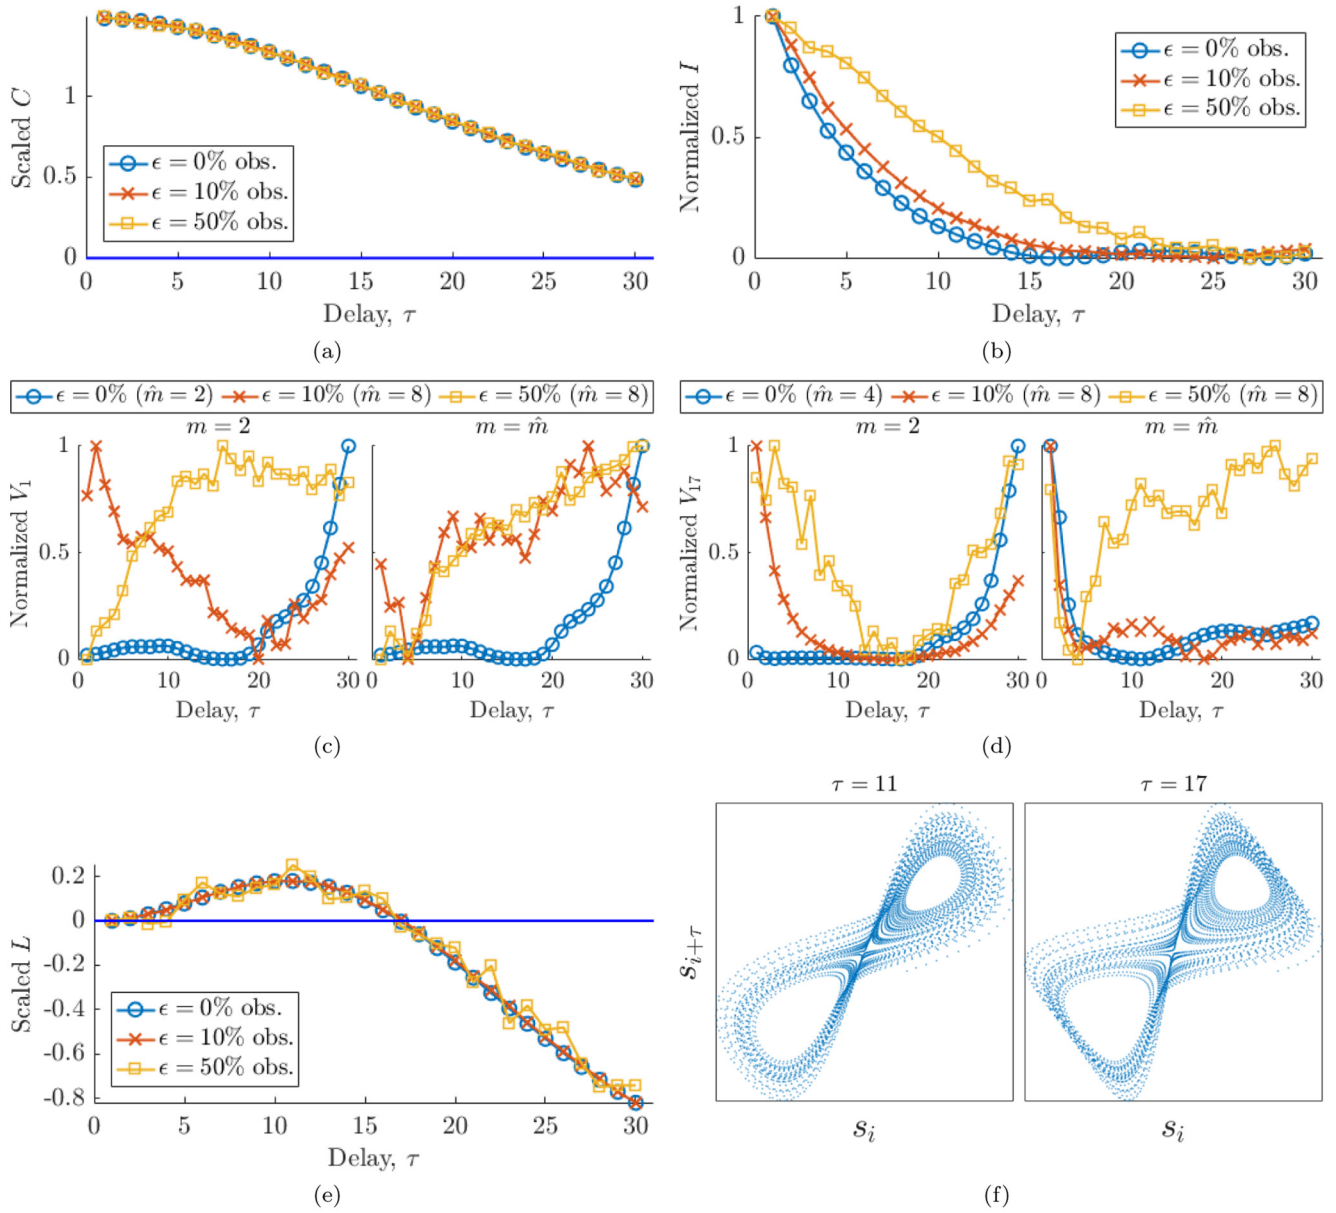 Scaled C
1
0.5
0
ϵ = 0% obs.
ϵ = 10% obs.
ϵ = 50% obs.
0 5 10 15 20 25 30
Delay, τ
(a)
Normalized I
1
0.5
0
ϵ = 0% obs.
ϵ = 10% obs.
ϵ = 50% obs.
0 5 10 15 20 25 30
Delay, τ
(b)
ϵ = 0% (m̂ = 2) ϵ = 10% (m̂ = 8) ϵ = 50% (m̂ = 8)
m = 2 m = m̂
Normalized V₁
1
0.5
0
0 10 20 30 0 10 20 30
Delay, τ Delay, τ
(c)
ϵ = 0% (m̂ = 4) ϵ = 10% (m̂ = 8) ϵ = 50% (m̂ = 8)
m = 2 m = m̂
Normalized V₁₇
1
0.5
0
0 10 20 30 0 10 20 30
Delay, τ Delay, τ
(d)
Scaled L
0.2
0
-0.2
-0.4
-0.6
-0.8
ϵ = 0% obs.
ϵ = 10% obs.
ϵ = 50% obs.
0 5 10 15 20 25 30
Delay, τ
(e)
τ = 11 τ = 17
sᵢ₊τ
sᵢ sᵢ
(f)